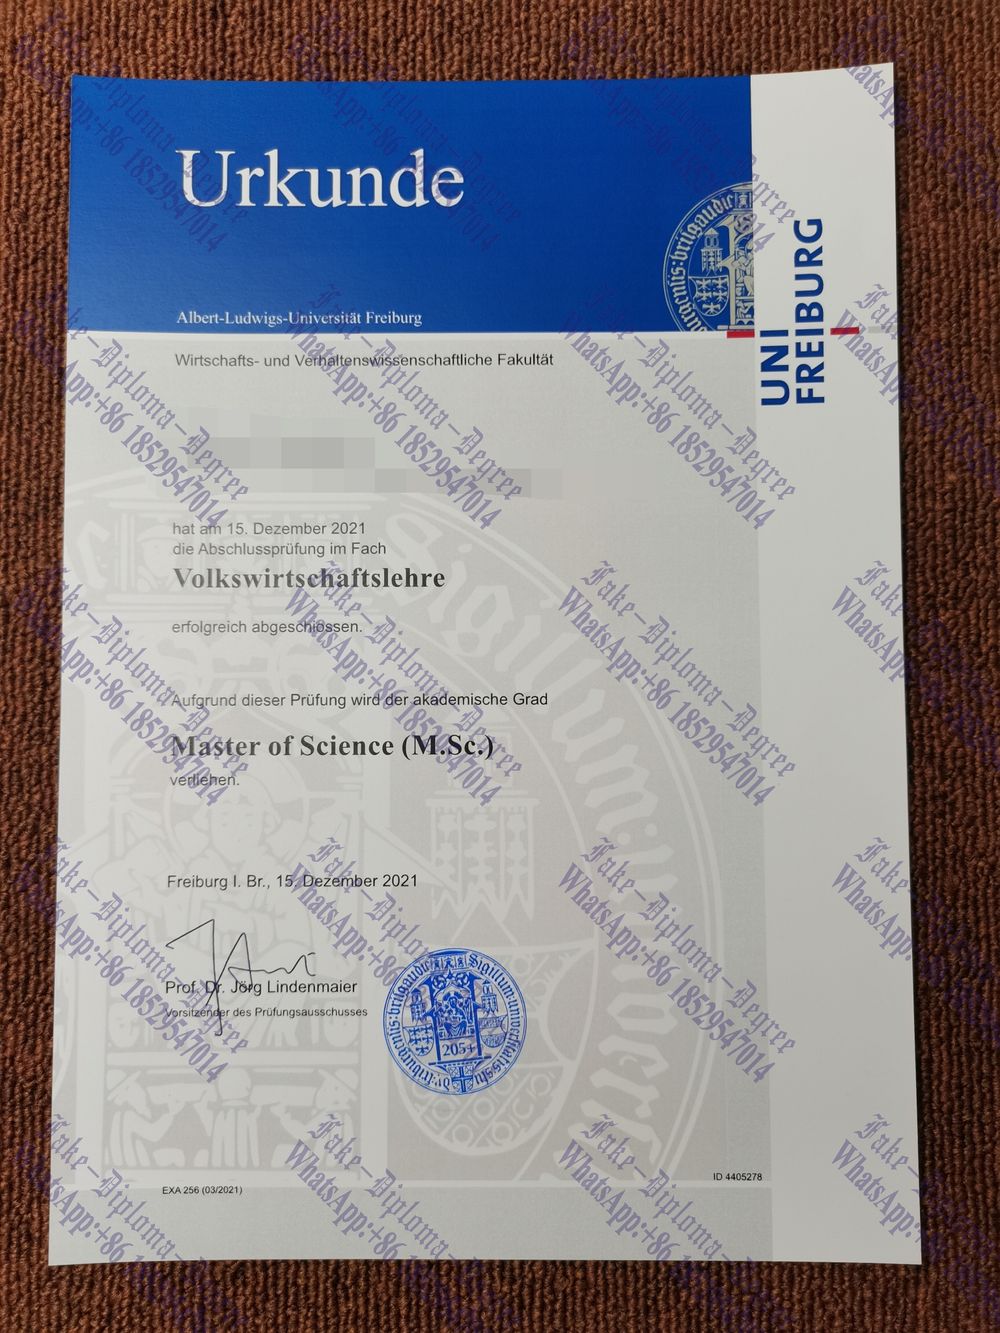 Urkunde
Albert-Ludwigs-Universität Freiburg
UNI
FREIBURG
Wirtschafts- und Verhaltenswissenschaftliche Fakultät
hat am 15. Dezember 2021
die Abschlussprüfung im Fach
Volkswirtschaftslehre
erfolgreich abgeschlossen.
Aufgrund dieser Prüfung wird der akademische Grad
Master of Science (M.Sc.)
verliehen.
Freiburg I. Br., 15. Dezember 2021
Prof. Dr. Jörg Lindenmaier
Vorsitzender des Prüfungsausschusses
205+
EXA 256 (03/2021)
ID 4405278
Fake-Diploma-Degree
WhatsApp:+86 18529547014